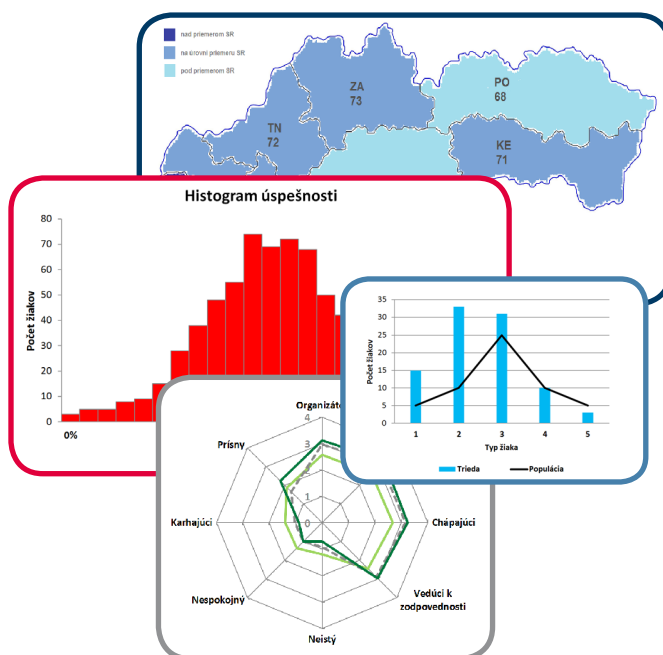 nad priemerom SR
na úrovni priemeru SR
pod priemerom SR
ZA
73
PO
68
TN
72
KE
71
Histogram úspešnosti
Počet žiakov
80
70
60
50
40
30
20
10
0
0%
Počet žiakov
35
30
25
20
15
10
5
0
1 2 3 4 5
Typ žiaka
Trieda Populácia
Organizáto
4
3
1
0
Prísny
Karhajúci
Chápajúci
Nespokojný
Vedúci k
zodpovednosti
Neistý